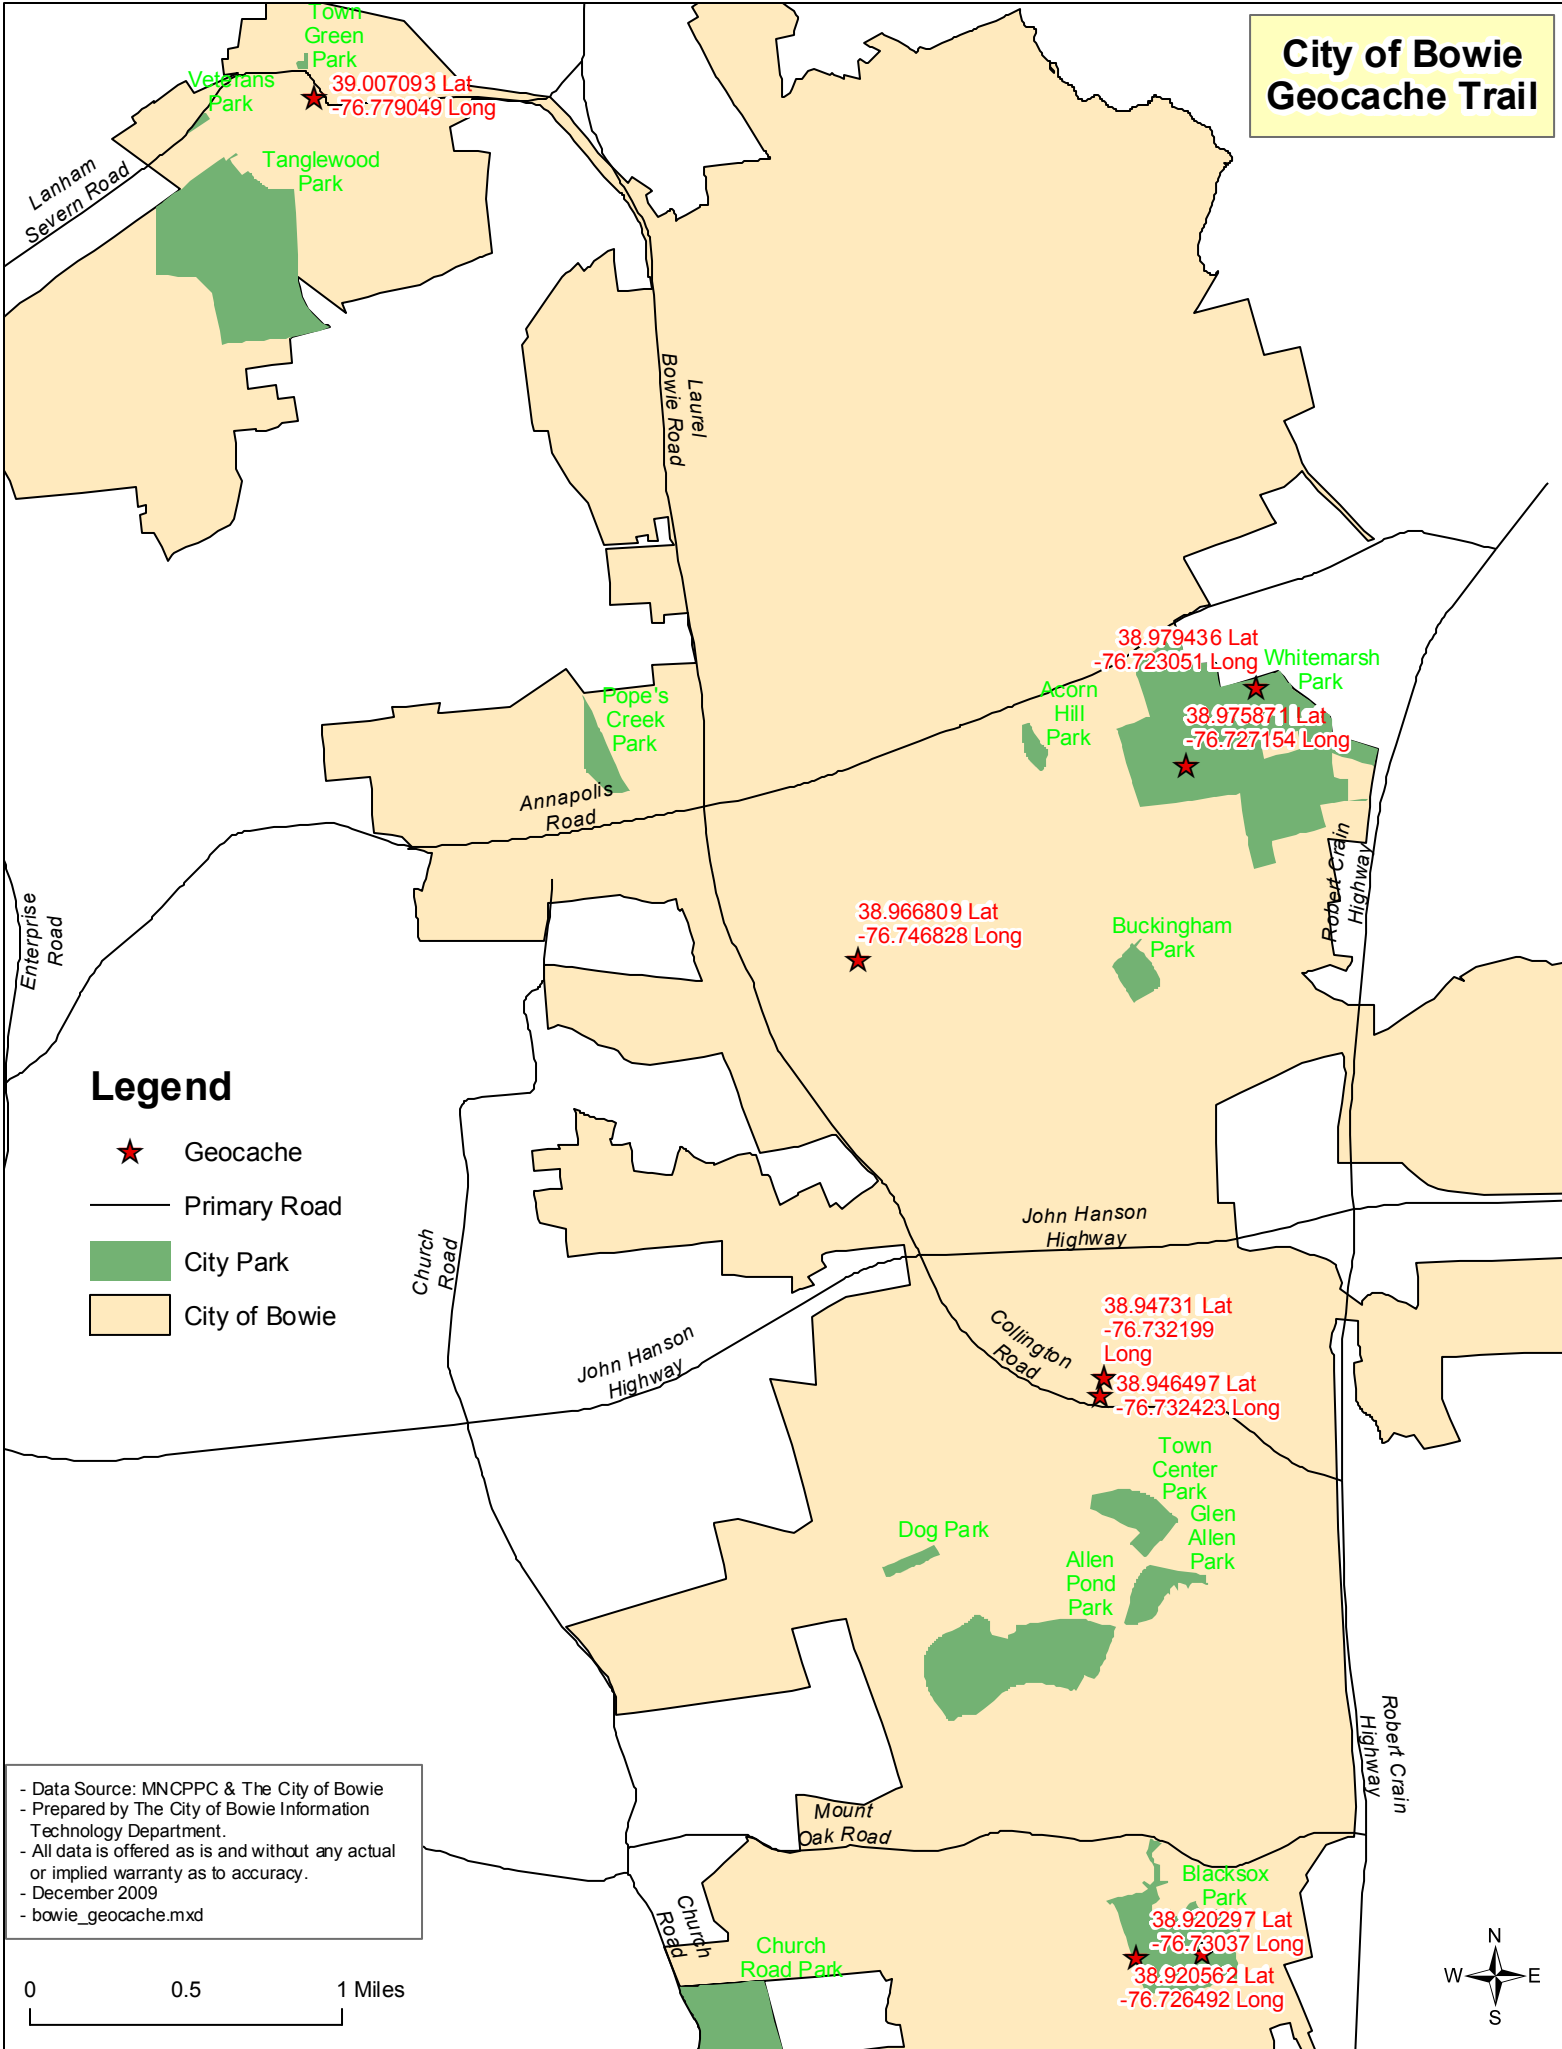 City of Bowie
Geocache Trail
Town
Green
Park
Veterans
Park
39.007093 Lat
-76.779049 Long
Tanglewood
Park
Lanham
Severn Road
Laurel
Bowie Road
38.979436 Lat
-76.723051 Long
Whitemarsh
Park
Acorn
Hill
Park
38.975871 Lat
-76.727154 Long
Pope's
Creek
Park
Annapolis
Road
Robert Crain
Highway
Enterprise
Road
38.966809 Lat
-76.746828 Long
Buckingham
Park
Legend
Geocache
Primary Road
City Park
City of Bowie
Church
Road
John Hanson
Highway
John Hanson
Highway
Collington
Road
38.94731 Lat
-76.732199
Long
38.946497 Lat
-76.732423 Long
Town
Center
Park
Glen
Allen
Park
Dog Park
Allen
Pond
Park
Robert Crain
Highway
Mount
Oak Road
- Data Source: MNCPPC & The City of Bowie
- Prepared by The City of Bowie Information
Technology Department.
- All data is offered as is and without any actual
or implied warranty as to accuracy.
- December 2009
- bowie_geocache.mxd
Blacksox
Park
38.920297 Lat
-76.73037 Long
38.920562 Lat
-76.726492 Long
Church
Road
Church
Road Park
0 0.5 1 Miles
N
W E
S